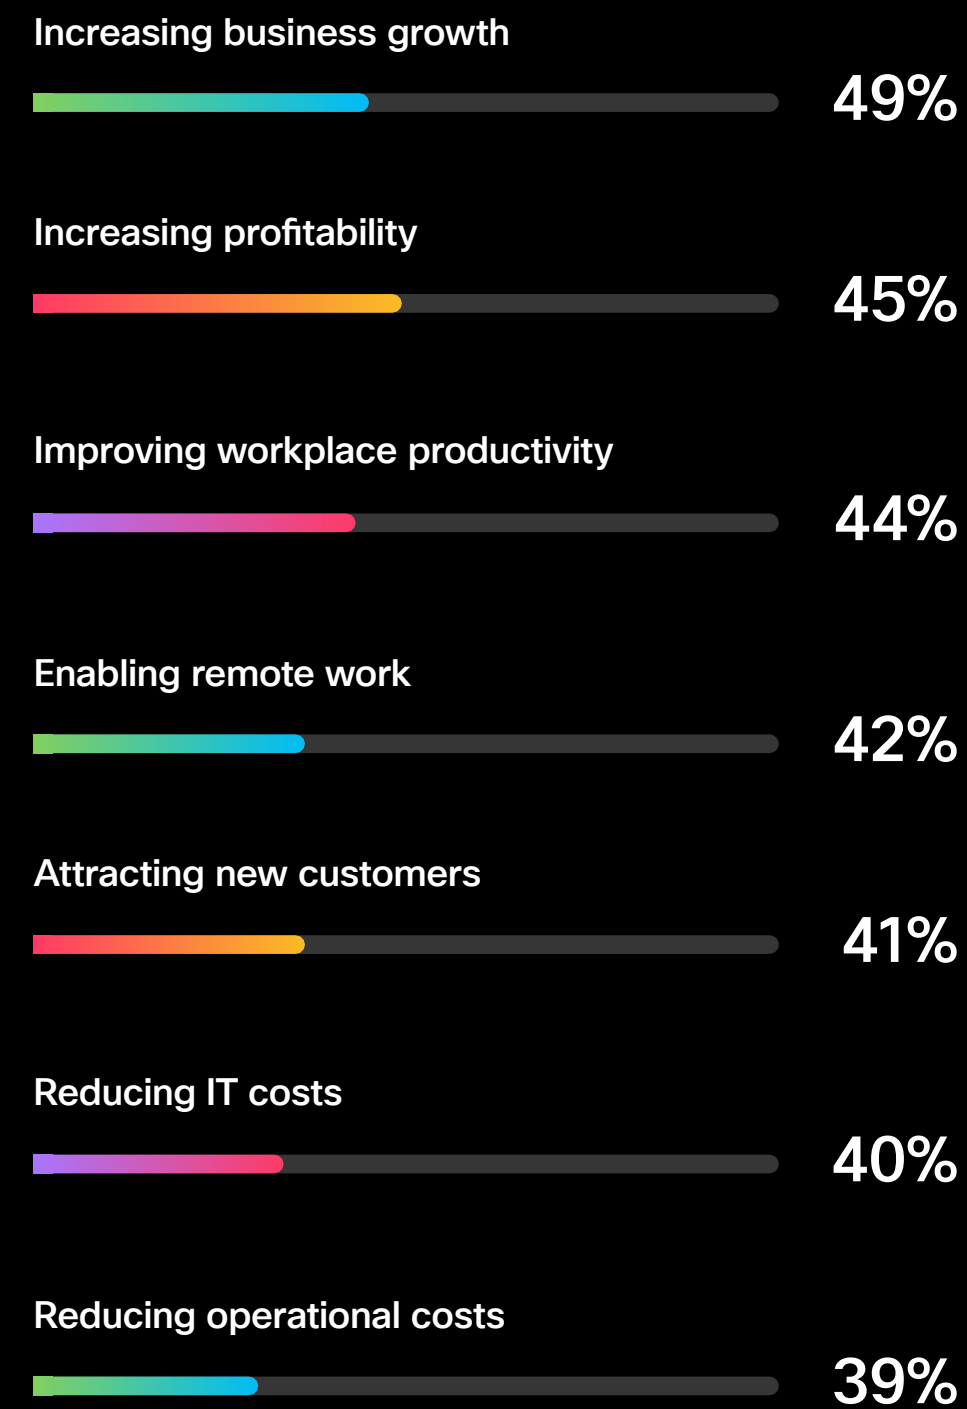 Increasing business growth
49%
Increasing profitability
45%
Improving workplace productivity
44%
Enabling remote work
42%
Attracting new customers
41%
Reducing IT costs
40%
Reducing operational costs
39%